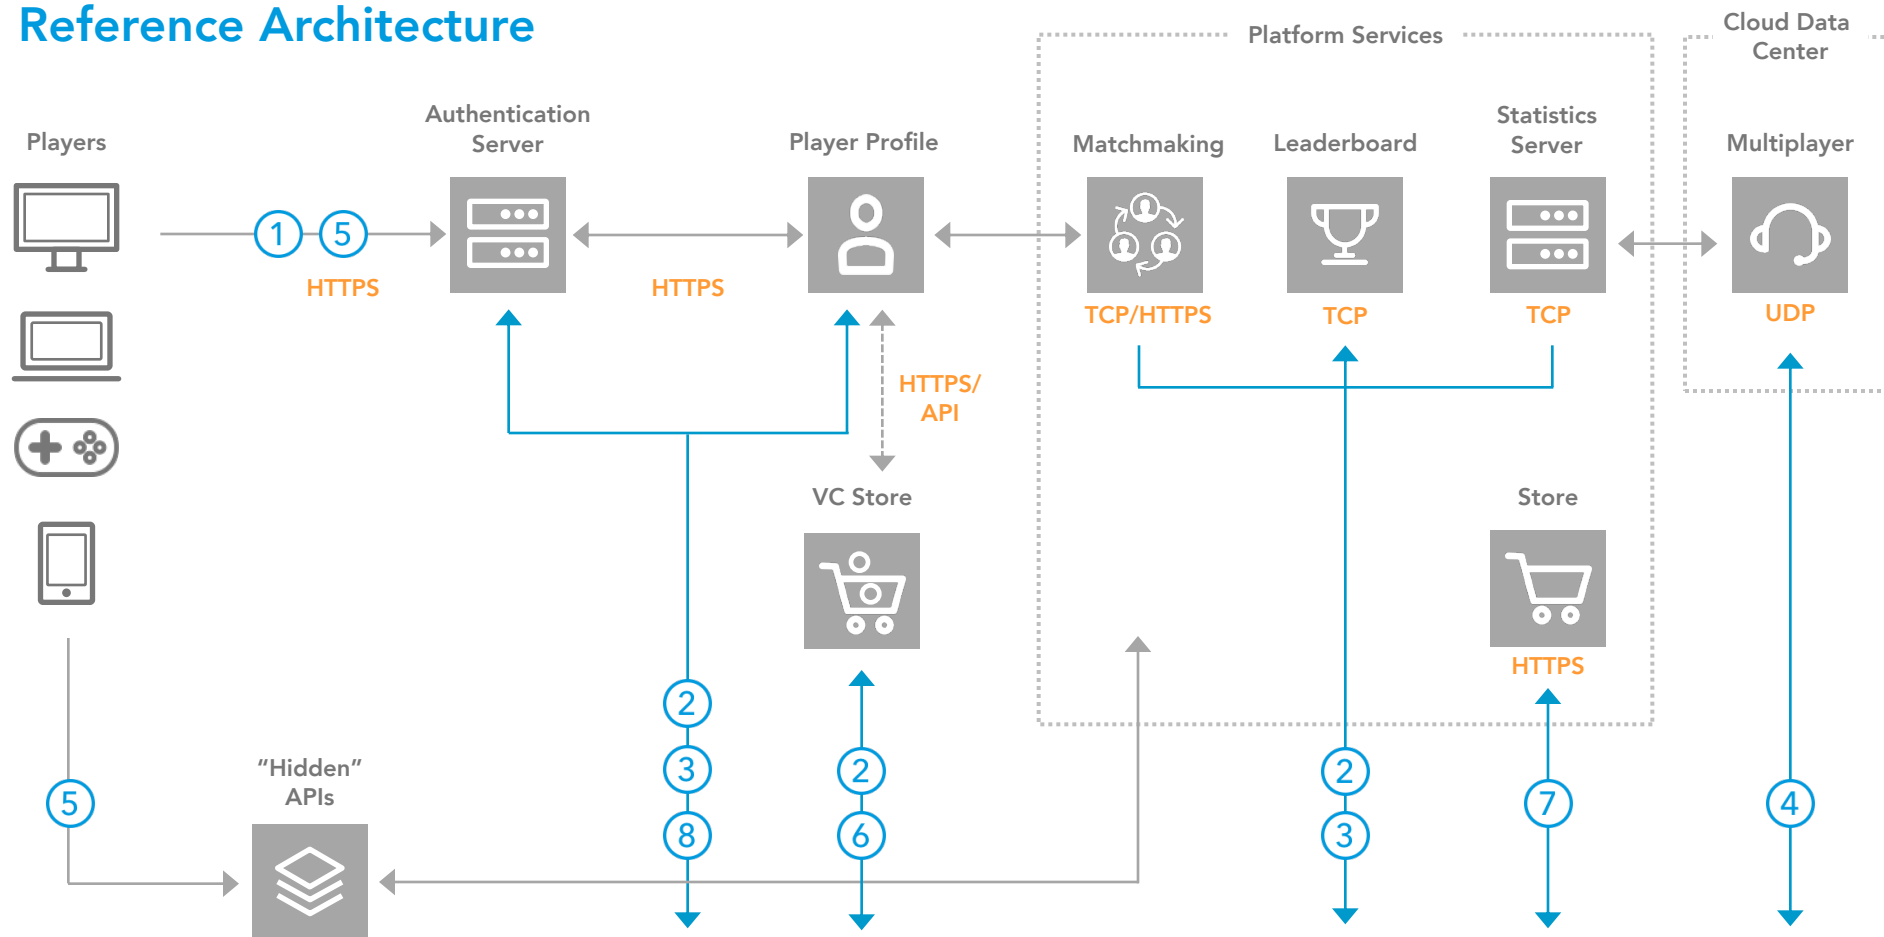 Reference Architecture
Platform Services
Cloud Data
Center
Players
Authentication
Server
Player Profile
Matchmaking
Leaderboard
Statistics
Server
Multiplayer
1
5
HTTPS
HTTPS
TCP/HTTPS
TCP
TCP
UDP
HTTPS/
API
VC Store
Store
HTTPS
"Hidden"
APIs
5
2
3
8
2
6
2
3
7
4